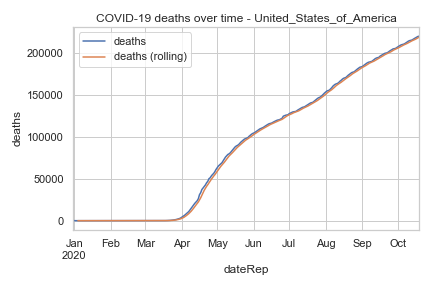 COVID-19 deaths over time - United_States_of_America
deaths
deaths (rolling)
200000
150000
100000
50000
0
deaths
Jan Feb Mar Apr May Jun Jul Aug Sep Oct
2020
dateRep